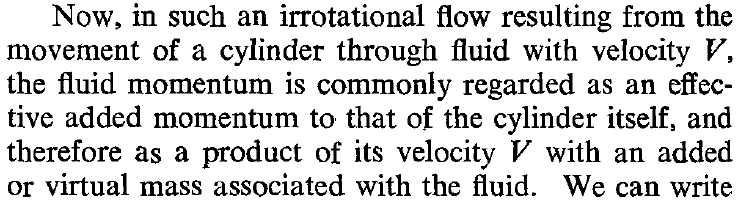 Now, in such an irrotational flow resulting from the
movement of a cylinder through fluid with velocity V,
the fluid momentum is commonly regarded as an effec-
tive added momentum to that of the cylinder itself, and
therefore as a product of its velocity V with an added
or virtual mass associated with the fluid. We can write